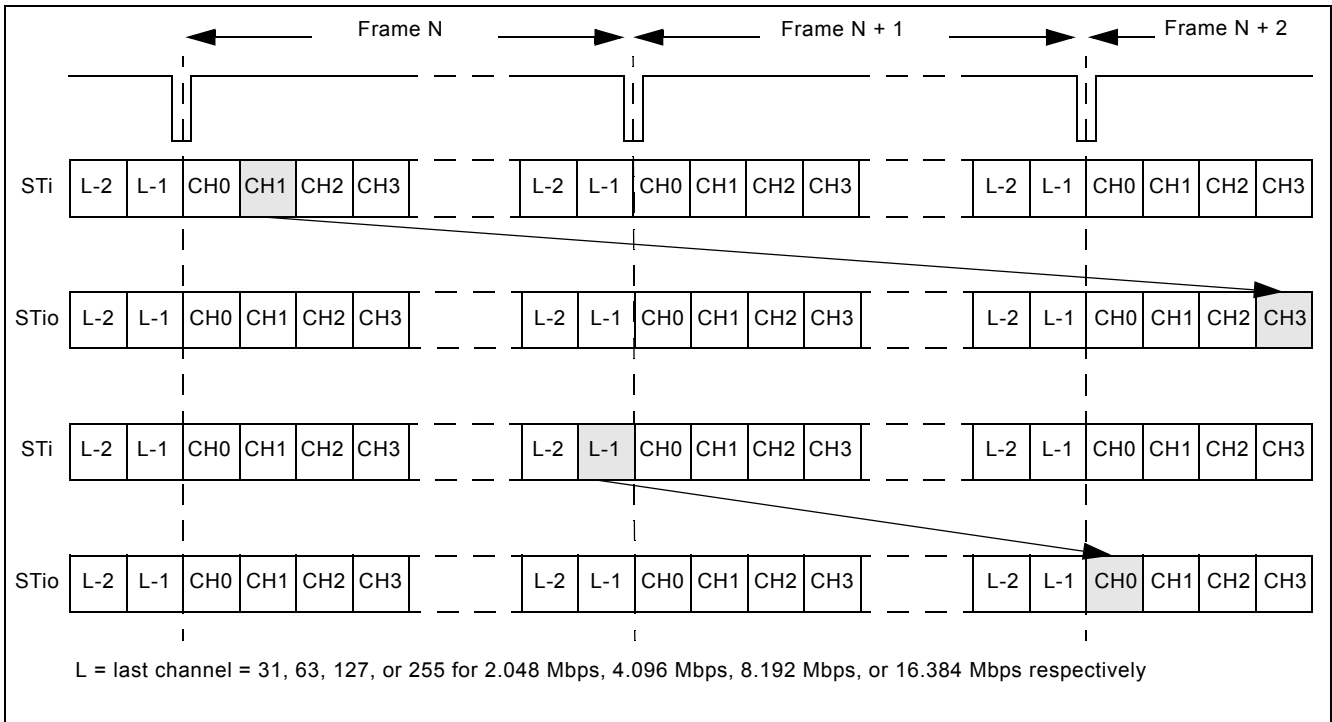 Frame N Frame N + 1 Frame N + 2
STi L-2 L-1 CH0 CH1 CH2 CH3 L-2 L-1 CH0 CH1 CH2 CH3 L-2 L-1 CH0 CH1 CH2 CH3
STio L-2 L-1 CH0 CH1 CH2 CH3 L-2 L-1 CH0 CH1 CH2 CH3 L-2 L-1 CH0 CH1 CH2 CH3
STi L-2 L-1 CH0 CH1 CH2 CH3 L-2 L-1 CH0 CH1 CH2 CH3 L-2 L-1 CH0 CH1 CH2 CH3
STio L-2 L-1 CH0 CH1 CH2 CH3 L-2 L-1 CH0 CH1 CH2 CH3 L-2 L-1 CH0 CH1 CH2 CH3
L = last channel = 31, 63, 127, or 255 for 2.048 Mbps, 4.096 Mbps, 8.192 Mbps, or 16.384 Mbps respectively